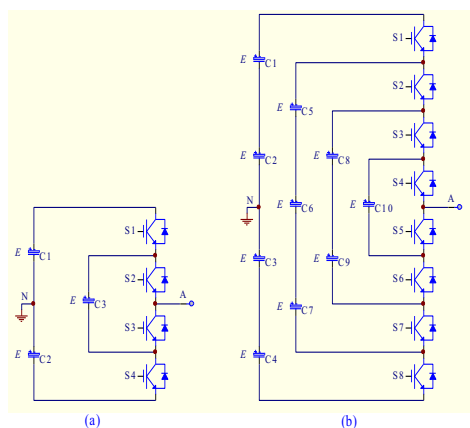 S1
E C1
S2
E C5
S3
E C2
E C8
S4
N
E C6
E C10
A
S5
E C3
E C9
S6
E C7
S7
E C4
S8
(b)
S1
E C1
S2
N
E C3
A
S3
E C2
S4
(a)